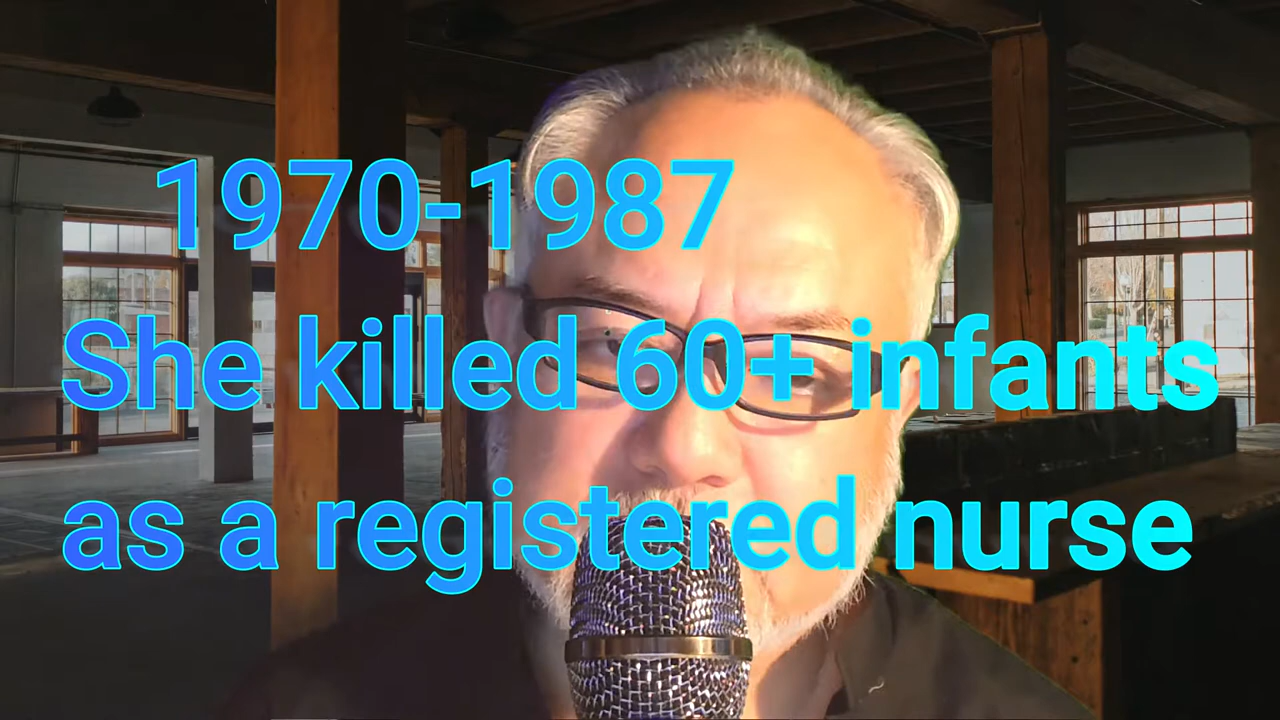 1970-1987
She killed 60+ infants
as a registered nurse